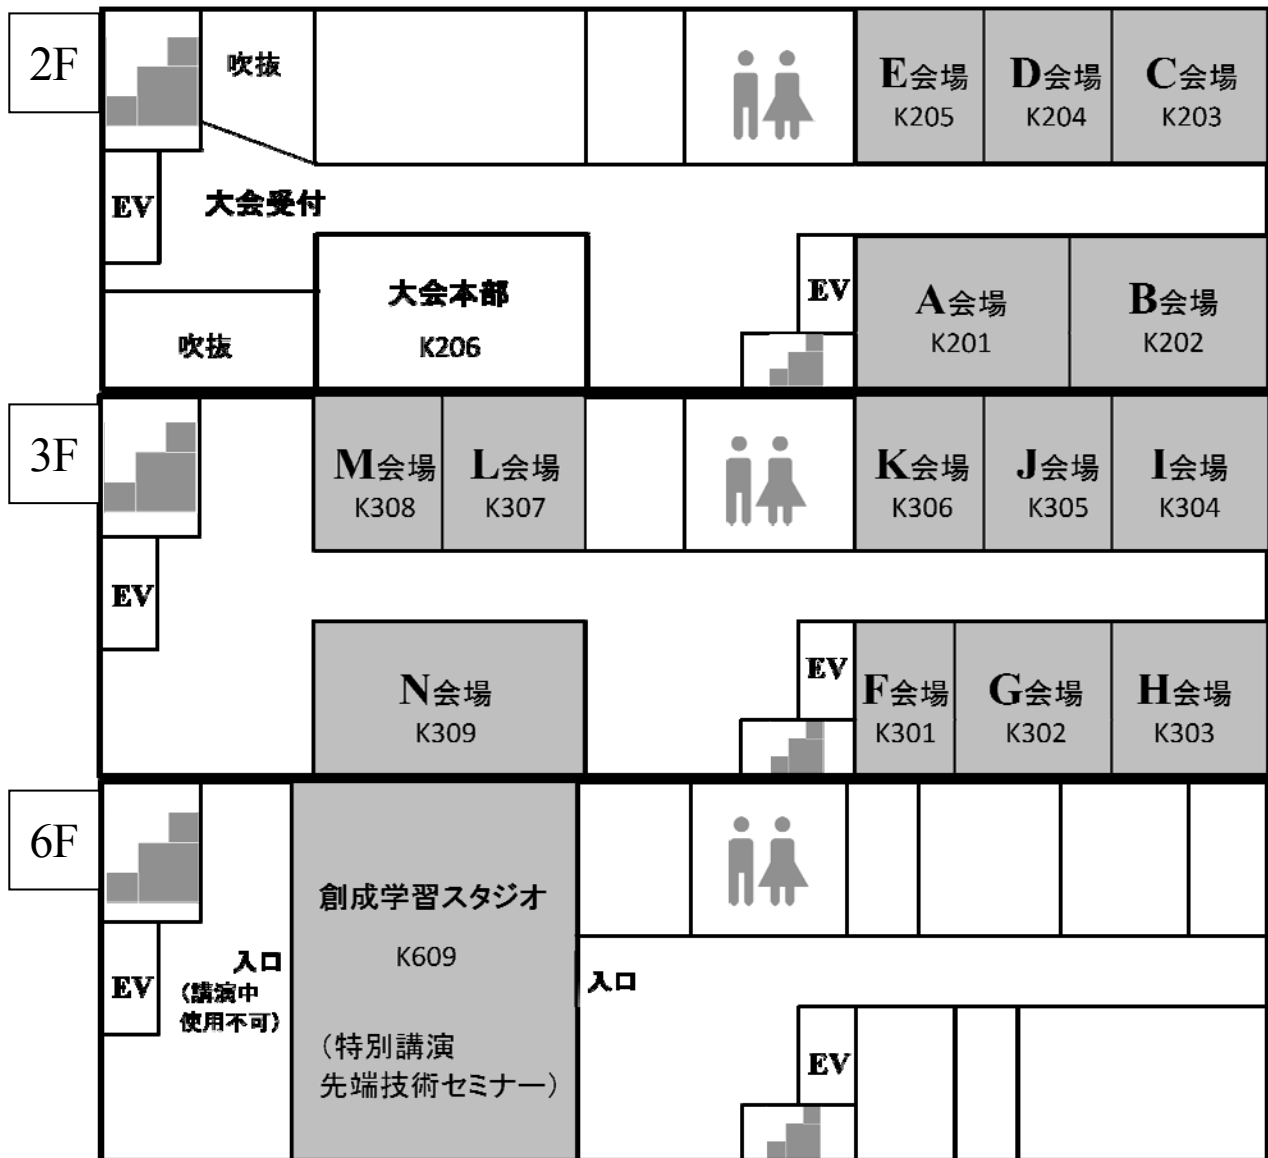 2F
吹抜
E会場
K205
D会場
K204
C会場
K203
EV
大会受付
大会本部
K206
吹抜
EV
A会場
K201
B会場
K202
3F
M会場
K308
L会場
K307
K会場
K306
J会場
K305
I会場
K304
EV
N会場
K309
EV
F会場
K301
G会場
K302
H会場
K303
6F
EV
入口
(講演中
使用不可)
創成学習スタジオ
K609
(特別講演
先端技術セミナー)
入口
EV